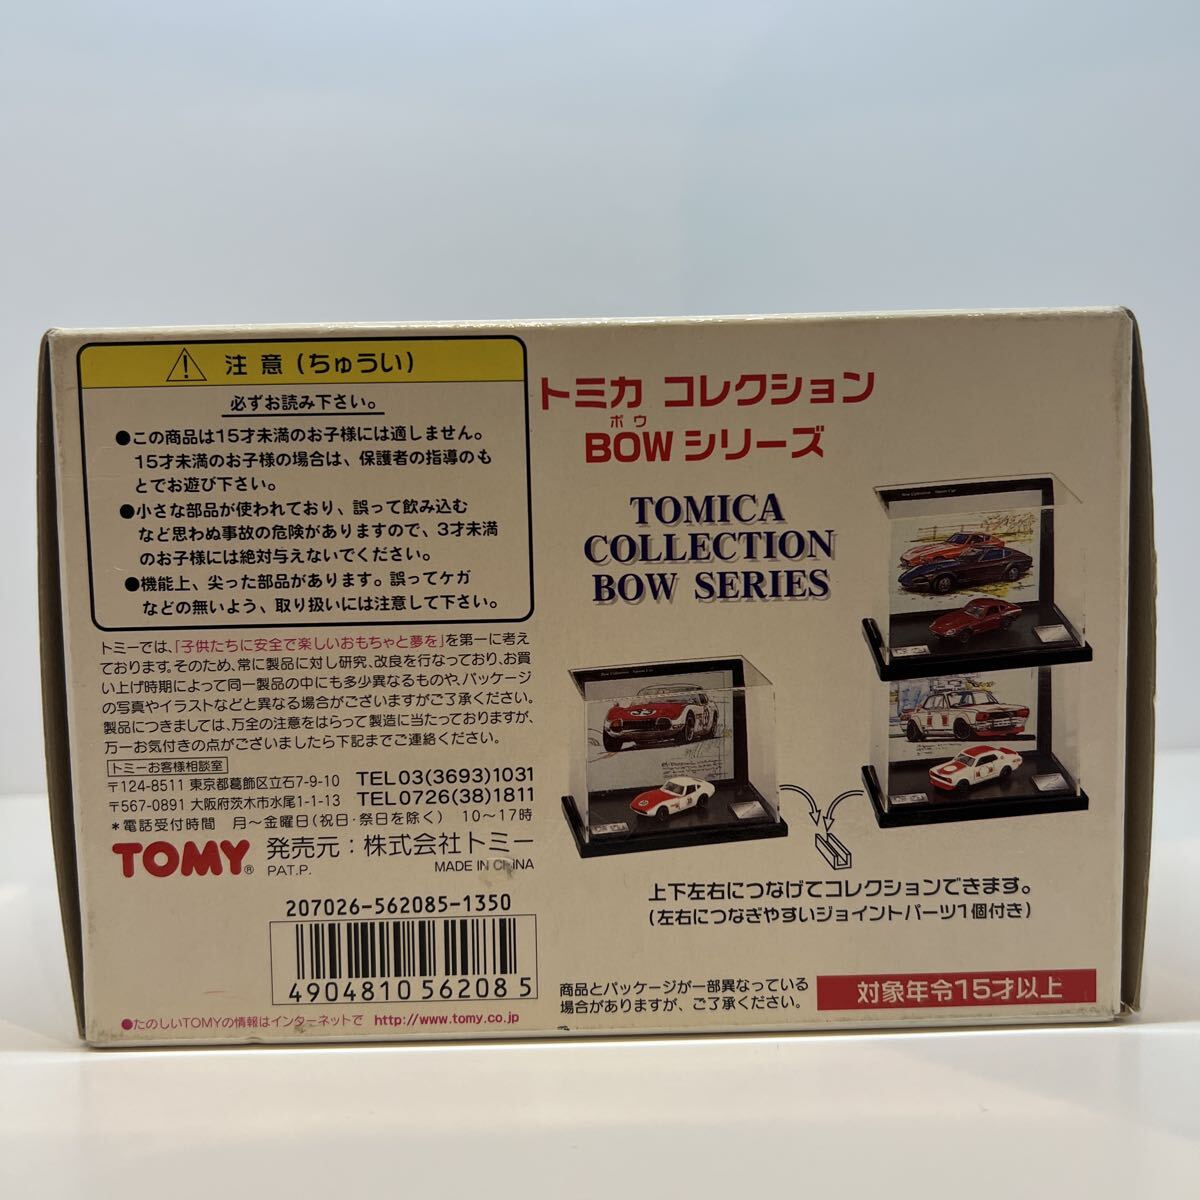 注意(ちゅうい)
必ずお読み下さい。
●この商品は15才未満のお子様には適しません。
15才未満のお子様の場合は、保護者の指導のも
とでお遊び下さい。
●小さな部品が使われており、誤って飲み込む
など思わぬ事故の危険がありますので、3才未満
のお子様には絶対与えないでください。
●機能上、尖った部品があります。誤ってケガ
などの無いよう、取り扱いには注意して下さい。
トミーでは、「子供たちに安全で楽しいおもちゃと夢を」を第一に考え
ております。そのため、常に製品に対し研究、改良を行なっており、お買
い上げ時期によって同一製品の中にも多少異なるものや、パッケージ
の写真やイラストなどと異なる場合がございますがご了承ください。
製品につきましては、万全の注意をはらって製造に当たっておりますが、
万一お気付きの点がございましたら下記までご連絡ください。
トミーお客様相談室
〒124-8511 東京都葛飾区立石7-9-10 TEL03(3693)1031
〒567-0891 大阪府茨木市水尾1-1-13 TEL0726(38)1811
*電話受付時間 月〜金曜日(祝日・祭日を除く) 10〜17時
TOMY® 発売元:株式会社トミー
PAT.P. MADE IN CHINA
207026-562085-1350
4904810 562085
●たのしいTOMYの情報はインターネットで http://www.tomy.co.jp
トミカ コレクション
ボウ
BOWシリーズ
TOMICA
COLLECTION
BOW SERIES
上下左右につなげてコレクションできます。
(左右につなぎやすいジョイントパーツ1個付き)
商品とパッケージが一部異なっている
場合がありますが、ご了承ください。
対象年令15才以上